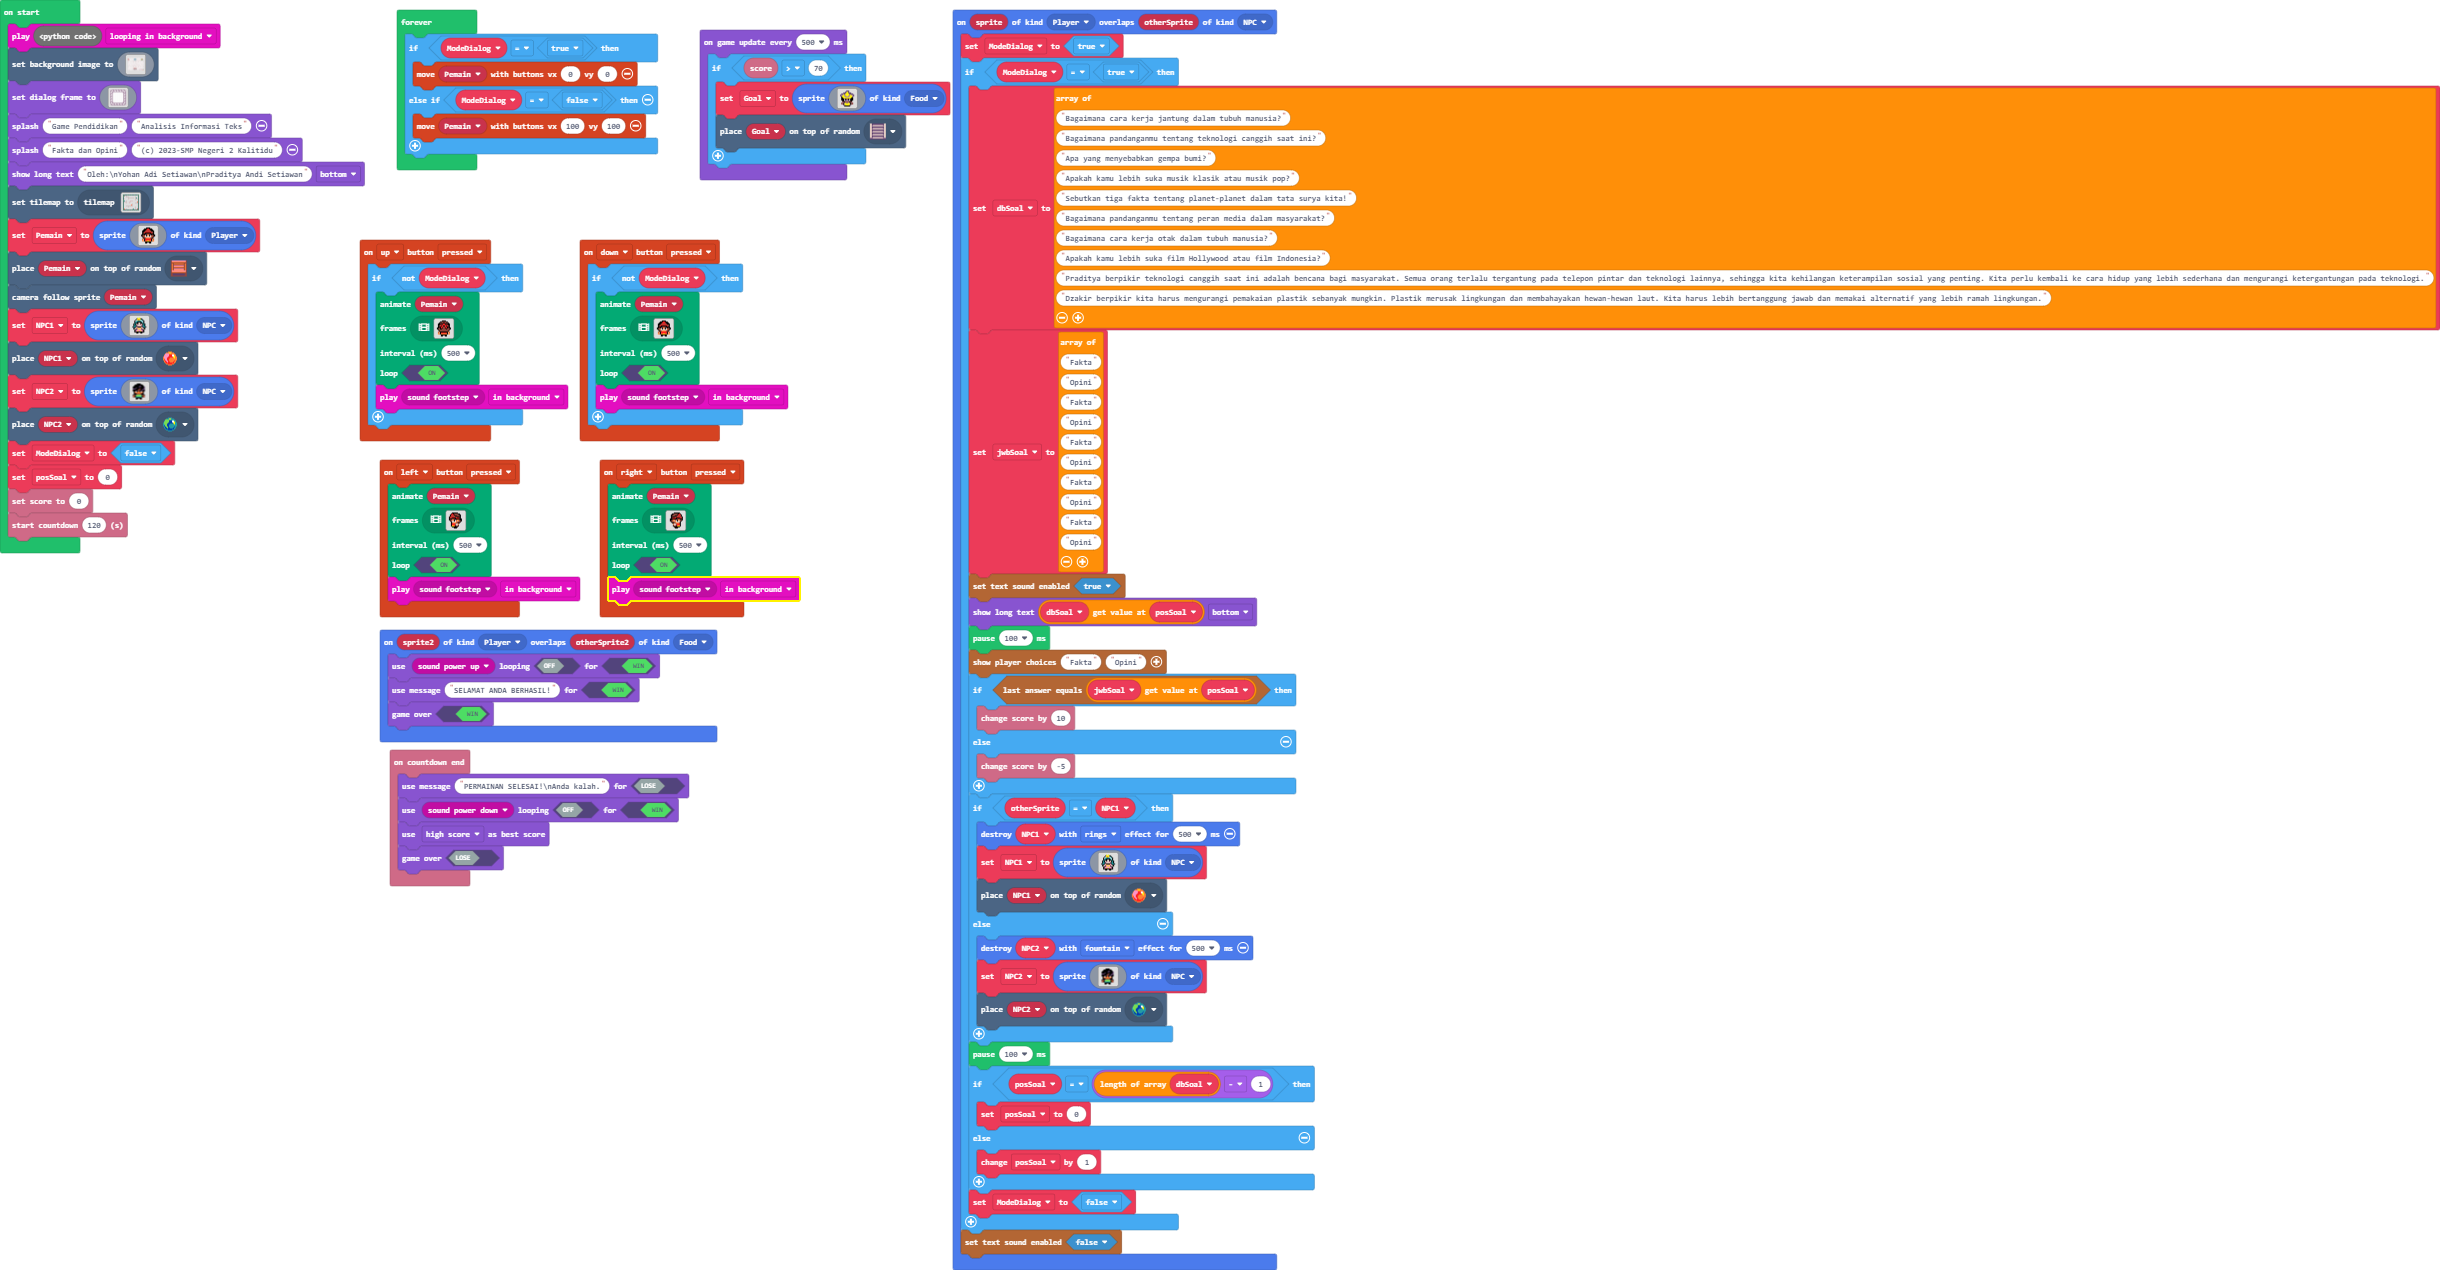 on start
play <python code> looping in background
set background image to
set dialog frame to
splash "Game Pendidikan" "Analisis Informasi Teks"
splash "Fakta dan Opini" "(c) 2023-SMP Negeri 2 Kalitidu"
show long text "Oleh:\nYohan Adi Setiawan\nPraditya Andi Setiawan" bottom
set tilemap to tilemap
set Pemain to sprite of kind Player
place Pemain on top of random
camera follow sprite Pemain
set NPC1 to sprite of kind NPC
place NPC1 on top of random
set NPC2 to sprite of kind NPC
place NPC2 on top of random
set ModeDialog to false
set posSoal to 0
set score to 0
start countdown 120 (s)
forever
if ModeDialog = true then
move Pemain with buttons vx 0 vy 0
else if ModeDialog = false then
move Pemain with buttons vx 100 vy 100
on game update every 500 ms
if score > 70 then
set Goal to sprite of kind Food
place Goal on top of random
on up button pressed
if not ModeDialog then
animate Pemain
frames
interval (ms) 500
loop ON
play sound footstep in background
on down button pressed
if not ModeDialog then
animate Pemain
frames
interval (ms) 500
loop ON
play sound footstep in background
on left button pressed
animate Pemain
frames
interval (ms) 500
loop ON
play sound footstep in background
on right button pressed
animate Pemain
frames
interval (ms) 500
loop ON
play sound footstep in background
on sprite2 of kind Player overlaps otherSprite2 of kind Food
use sound power up looping OFF for WIN
use message "SELAMAT ANDA BERHASIL!" for WIN
game over WIN
on countdown end
use message "PERMAINAN SELESAI!\nAnda kalah." for LOSE
use sound power down looping OFF for WIN
use high score as best score
game over LOSE
on sprite of kind Player overlaps otherSprite of kind NPC
set ModeDialog to true
if ModeDialog = true then
set dbSoal to array of
"Bagaimana cara kerja jantung dalam tubuh manusia?"
"Bagaimana pandanganmu tentang teknologi canggih saat ini?"
"Apa yang menyebabkan gempa bumi?"
"Apakah kamu lebih suka musik klasik atau musik pop?"
"Sebutkan tiga fakta tentang planet-planet dalam tata surya kita!"
"Bagaimana pandanganmu tentang peran media dalam masyarakat?"
"Bagaimana cara kerja otak dalam tubuh manusia?"
"Apakah kamu lebih suka film Hollywood atau film Indonesia?"
"Praditya berpikir teknologi canggih saat ini adalah bencana bagi masyarakat. Semua orang terlalu tergantung pada telepon pintar dan teknologi lainnya, sehingga kita kehilangan keterampilan sosial yang penting. Kita perlu kembali ke cara hidup yang lebih sederhana dan mengurangi ketergantungan pada teknologi."
"Dzakir berpikir kita harus mengurangi pemakaian plastik sebanyak mungkin. Plastik merusak lingkungan dan membahayakan hewan-hewan laut. Kita harus lebih bertanggung jawab dan memakai alternatif yang lebih ramah lingkungan."
set jwbSoal to array of
"Fakta"
"Opini"
"Fakta"
"Opini"
"Fakta"
"Opini"
"Fakta"
"Opini"
"Fakta"
"Opini"
set text sound enabled true
show long text dbSoal get value at posSoal bottom
pause 100 ms
show player choices "Fakta" "Opini"
if last answer equals jwbSoal get value at posSoal then
change score by 10
else
change score by -5
if otherSprite = NPC1 then
destroy NPC1 with rings effect for 500 ms
set NPC1 to sprite of kind NPC
place NPC1 on top of random
else
destroy NPC2 with fountain effect for 500 ms
set NPC2 to sprite of kind NPC
place NPC2 on top of random
pause 100 ms
if posSoal = length of array dbSoal - 1 then
set posSoal to 0
else
change posSoal by 1
set ModeDialog to false
set text sound enabled false